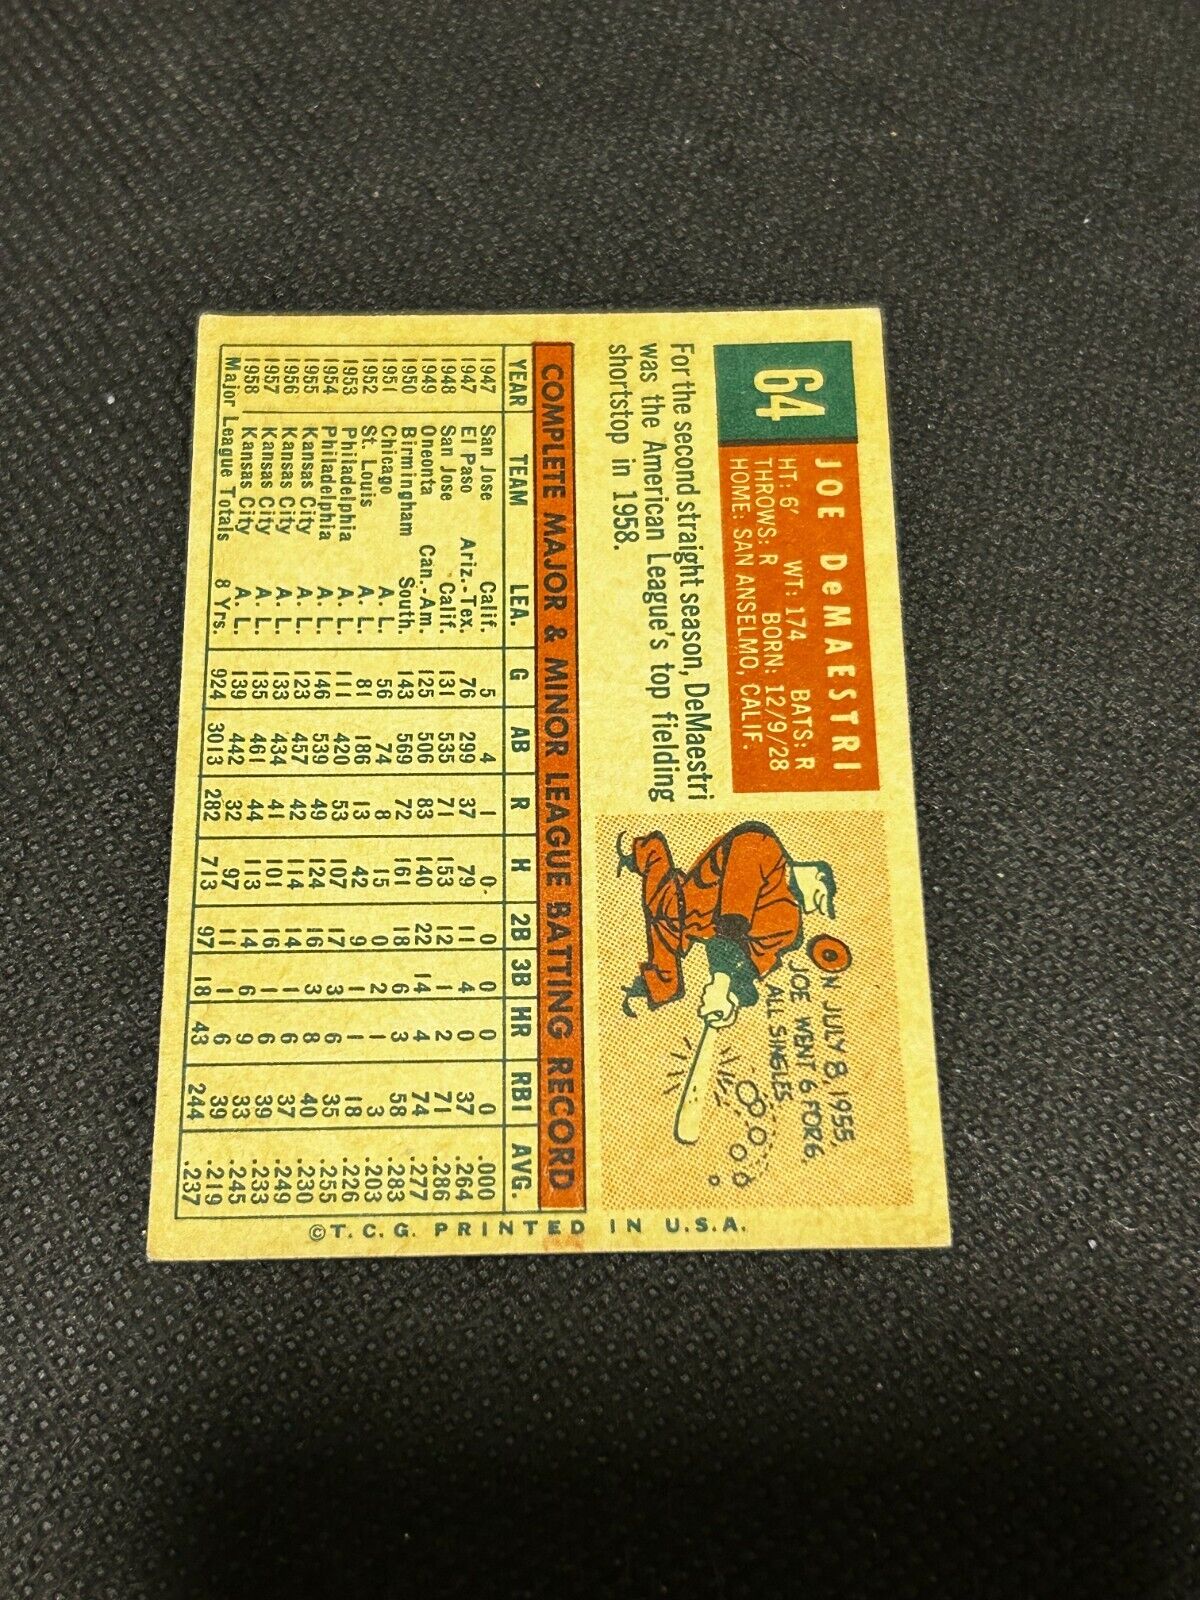 64
JOE DeMAESTRI
HT: 6' WT: 174 BATS: R
THROWS: R BORN: 12/9/28
HOME: SAN ANSELMO, CALIF.
For the second straight season, DeMaestri
was the American League's top fielding
shortstop in 1958.
ON JULY 8, 1955,
JOE WENT 6 FOR 6.
ALL SINGLES
COMPLETE MAJOR & MINOR LEAGUE BATTING RECORD
YEAR TEAM LEA. G AB R H 2B 3B HR RBI AVG.
1947 San Jose Calif. 5 4 1 0 0 0 0 0 .000
1947 El Paso Ariz.-Tex. 76 299 37 79 11 4 0 37 .264
1948 San Jose Calif. 131 535 71 153 12 1 2 71 .286
1949 Oneonta Can.-Am. 125 506 83 140 22 14 4 74 .277
1950 Birmingham South. 143 569 72 161 18 6 3 58 .283
1951 Chicago A. L. 56 74 8 15 0 2 1 3 .203
1952 St. Louis A. L. 81 186 13 42 9 1 1 18 .226
1953 Philadelphia A. L. 111 420 53 107 17 3 6 35 .255
1954 Philadelphia A. L. 146 539 49 124 16 3 8 40 .230
1955 Kansas City A. L. 123 457 42 114 14 1 6 37 .249
1956 Kansas City A. L. 133 434 41 101 16 1 6 39 .233
1957 Kansas City A. L. 135 461 44 113 14 6 9 33 .245
1958 Kansas City A. L. 139 442 32 97 11 1 6 39 .219
Major League Totals 8 Yrs. 924 3013 282 713 97 18 43 244 .237
©T.C.G. PRINTED IN U.S.A.